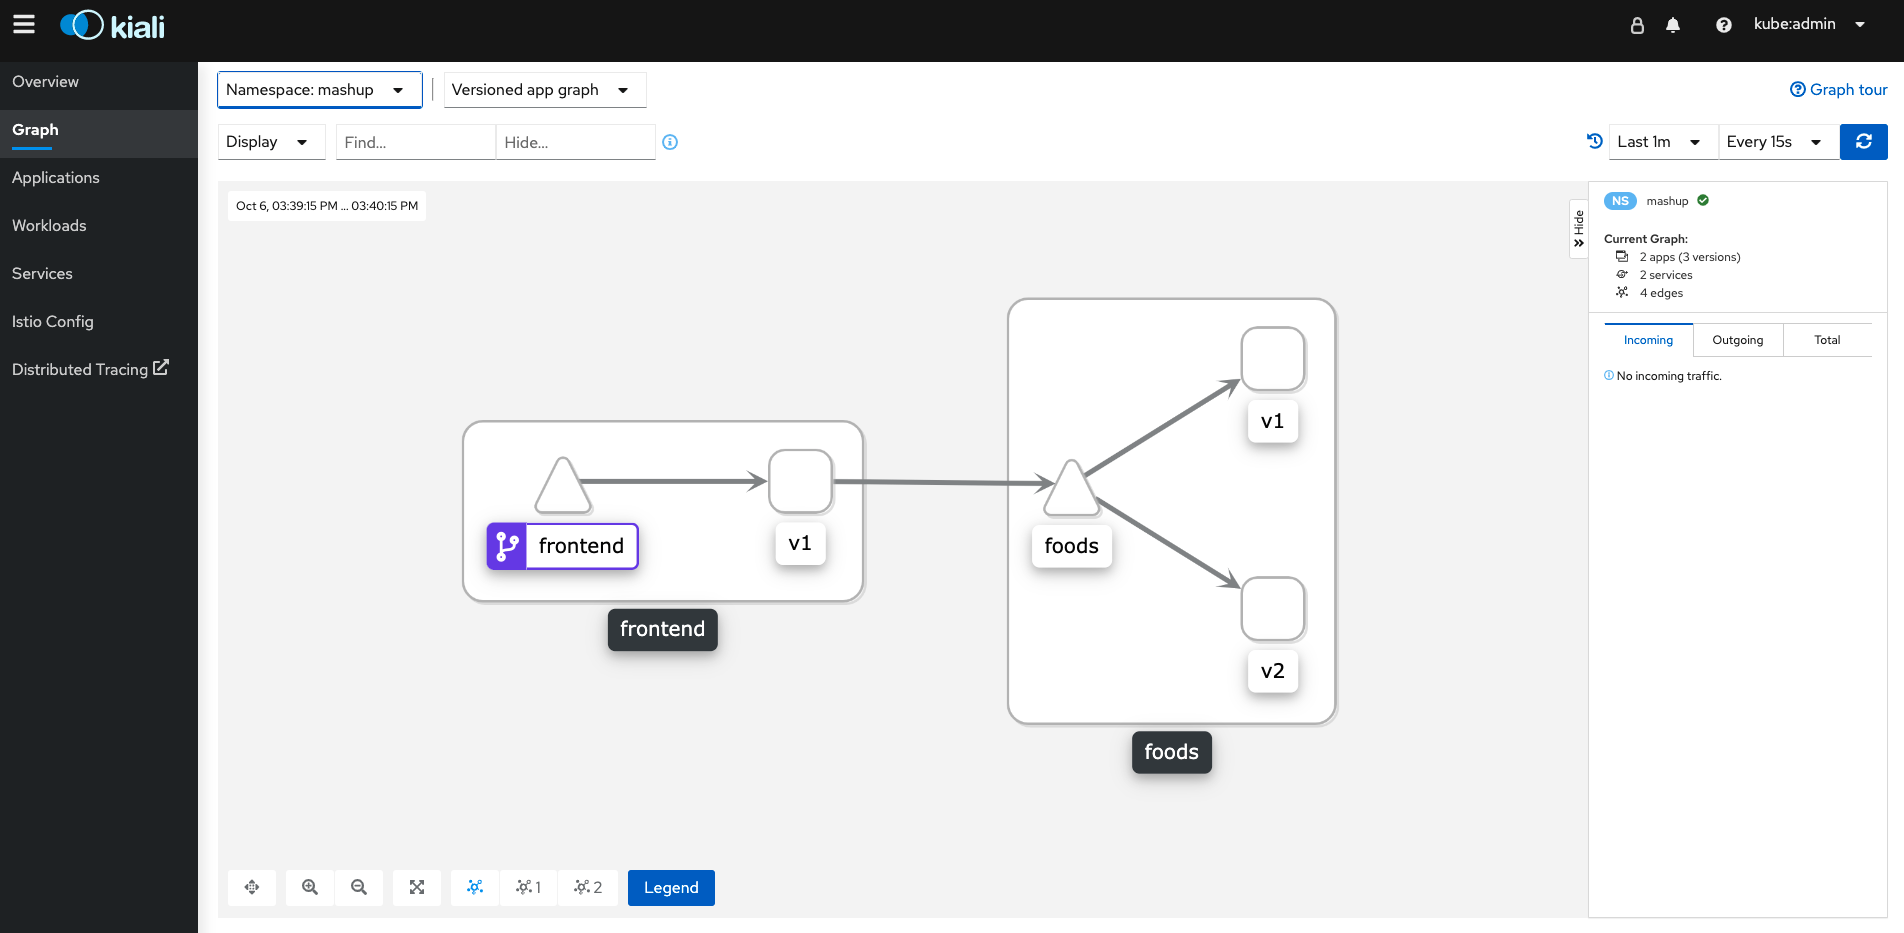 kiali
kube:admin
Overview
Graph
Applications
Workloads
Services
Istio Config
Distributed Tracing
Namespace: mashup
Versioned app graph
Graph tour
Display
Find...
Hide...
Last 1m
Every 15s
Oct 6, 03:39:15 PM ... 03:40:15 PM
Hide
NS mashup
Current Graph:
2 apps (3 versions)
2 services
4 edges
Incoming
Outgoing
Total
No incoming traffic.
frontend
v1
frontend
foods
v1
v2
foods
1
2
Legend